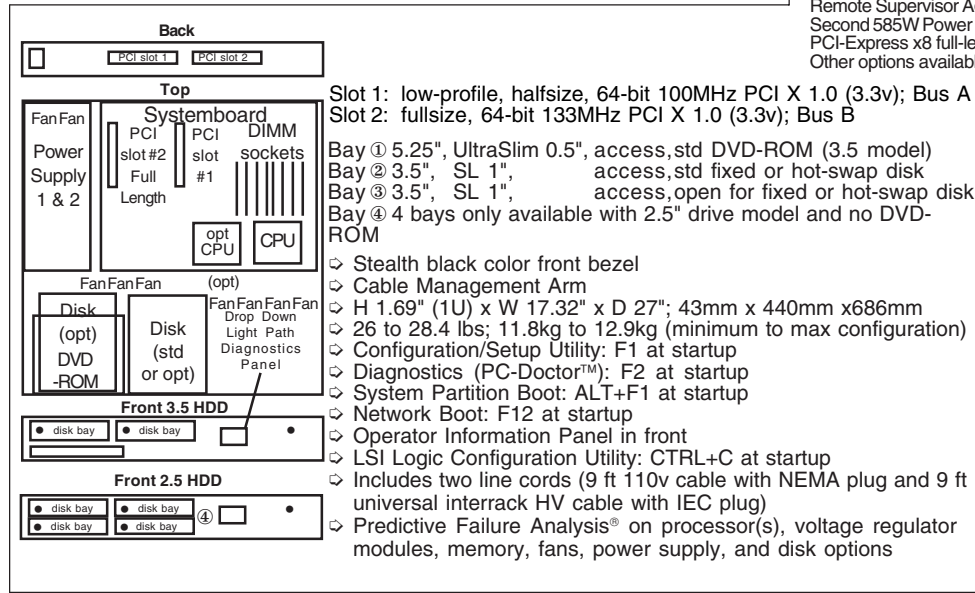 Remote Supervisor A
Second 585W Power
PCI-Express x8 full-le
Other options availabl
Back
PCI slot 1 PCI slot 2
Top
Fan Fan
Power
Supply
1 & 2
Systemboard
PCI
slot #2
Full
Length
PCI
slot
#1
DIMM
sockets
opt
CPU
CPU
Fan Fan Fan
(opt)
Fan Fan Fan Fan
Disk
(opt)
DVD
-ROM
Disk
(std
or opt)
Drop Down
Light Path
Diagnostics
Panel
Front 3.5 HDD
disk bay disk bay
Front 2.5 HDD
disk bay disk bay
disk bay disk bay
④
Slot 1: low-profile, halfsize, 64-bit 100MHz PCI X 1.0 (3.3v); Bus A
Slot 2: fullsize, 64-bit 133MHz PCI X 1.0 (3.3v); Bus B
Bay ① 5.25", UltraSlim 0.5", access,std DVD-ROM (3.5 model)
Bay ② 3.5", SL 1", access,std fixed or hot-swap disk
Bay ③ 3.5", SL 1", access,open for fixed or hot-swap disk
Bay ④ 4 bays only available with 2.5" drive model and no DVD-
ROM
➪ Stealth black color front bezel
➪ Cable Management Arm
➪ H 1.69" (1U) x W 17.32" x D 27"; 43mm x 440mm x686mm
➪ 26 to 28.4 lbs; 11.8kg to 12.9kg (minimum to max configuration)
➪ Configuration/Setup Utility: F1 at startup
➪ Diagnostics (PC-Doctor™): F2 at startup
➪ System Partition Boot: ALT+F1 at startup
➪ Network Boot: F12 at startup
➪ Operator Information Panel in front
➪ LSI Logic Configuration Utility: CTRL+C at startup
➪ Includes two line cords (9 ft 110v cable with NEMA plug and 9 ft
universal interrack HV cable with IEC plug)
➪ Predictive Failure Analysis® on processor(s), voltage regulator
modules, memory, fans, power supply, and disk options